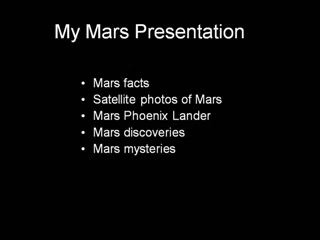 My Mars Presentation
• Mars facts
• Satellite photos of Mars
• Mars Phoenix Lander
• Mars discoveries
• Mars mysteries